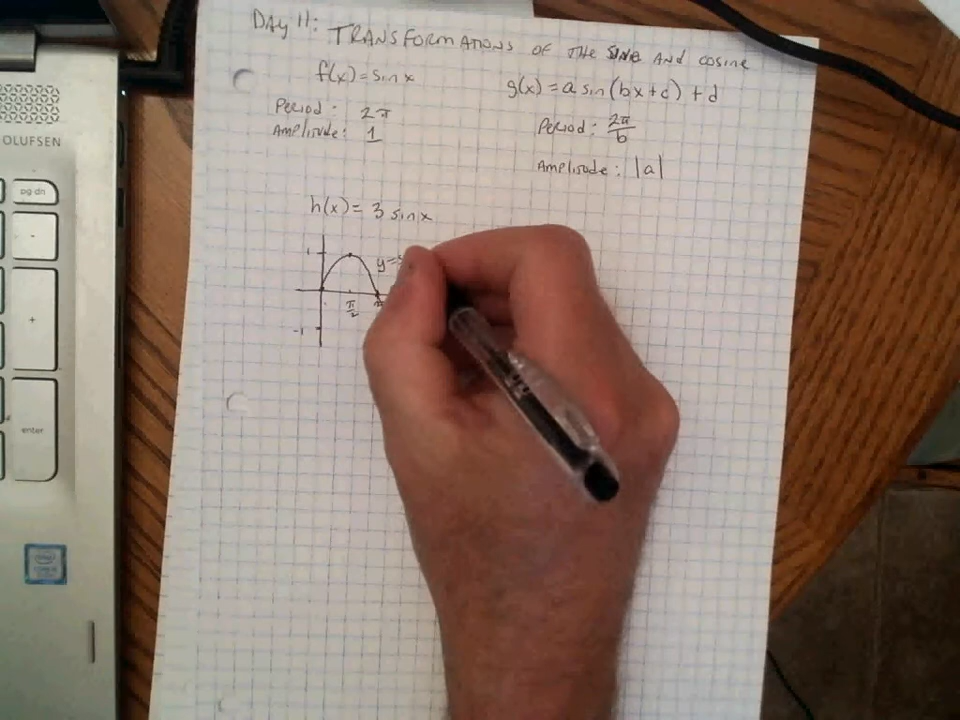 DAY 11: TRANSFORMATIONS OF THE SINE AND COSINE
f(x) = sin x
g(x) = a sin(bx+c) + d
Period: 2π
Amplitude: 1
Period: 2π/b
Amplitude: |a|
h(x) = 3 sin x
1
y=
π/2
π
-1
OLUFSEN
pg dn
-
+
enter